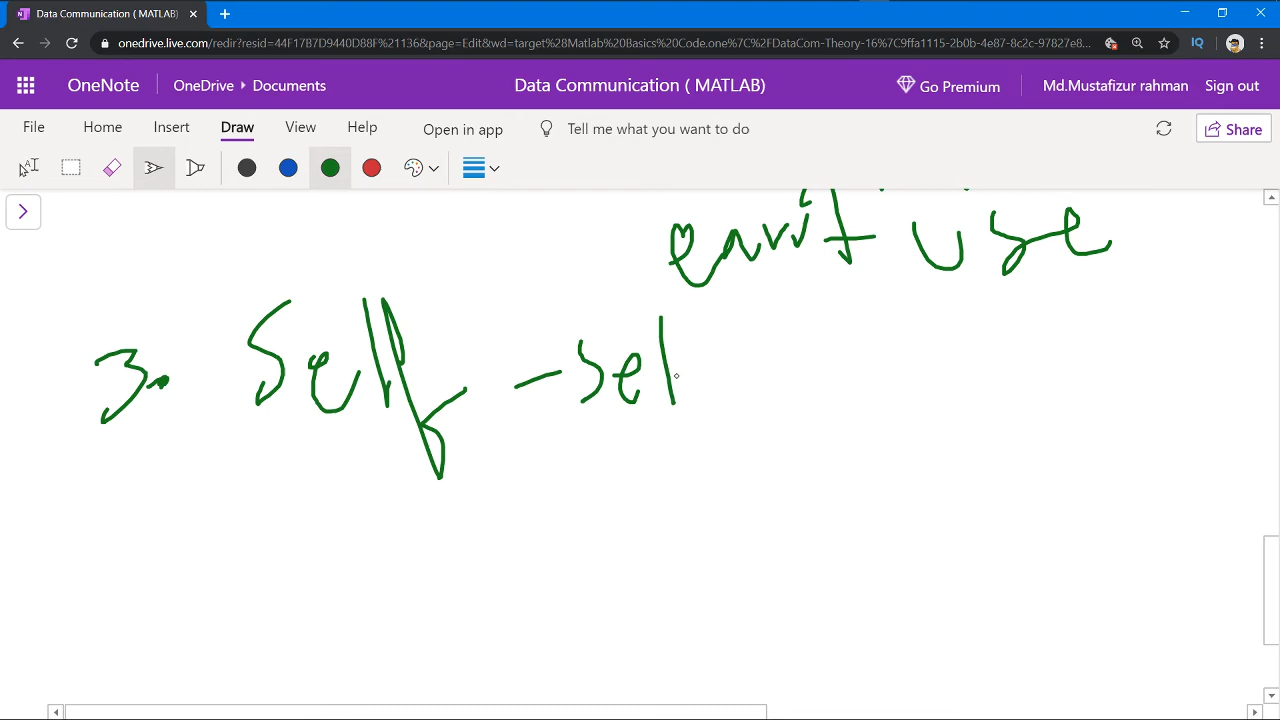 Data Communication (MATLAB)
onedrive.live.com/redir?resid=44F17B7D9440D88F%21136&page=Edit&wd=target%28Matlab%20Basics%20Code.one%7C%2FDataCom-Theory-16%7C9ffa1115-2b0b-4e87-8c2c-97827e8...
OneNote OneDrive Documents Data Communication ( MATLAB) Go Premium Md.Mustafizur rahman Sign out
File Home Insert Draw View Help Open in app Tell me what you want to do Share
use
3. Self - sel